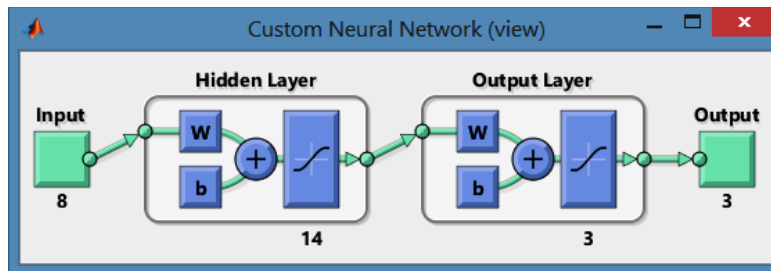 Custom Neural Network (view)
Hidden Layer Output Layer
Input Output
W W
b b
8 3
14 3